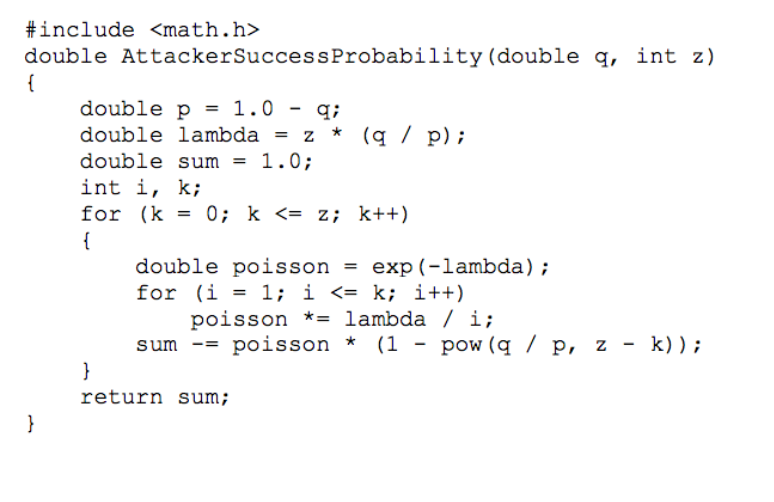 #include <math.h>
double AttackerSuccessProbability(double q, int z)
{
    double p = 1.0 - q;
    double lambda = z * (q / p);
    double sum = 1.0;
    int i, k;
    for (k = 0; k <= z; k++)
    {
        double poisson = exp(-lambda);
        for (i = 1; i <= k; i++)
            poisson *= lambda / i;
        sum -= poisson * (1 - pow(q / p, z - k));
    }
    return sum;
}